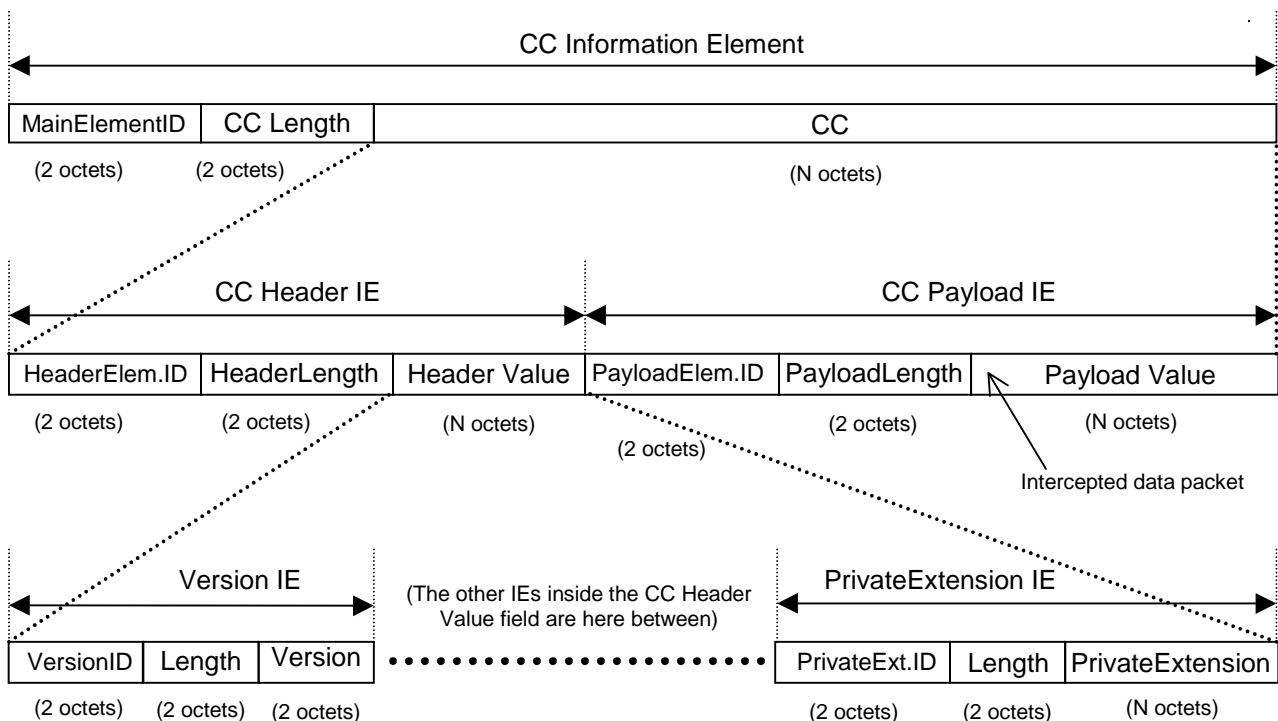 CC Information Element
MainElementID CC Length CC
(2 octets) (2 octets) (N octets)
CC Header IE CC Payload IE
HeaderElem.ID HeaderLength Header Value PayloadElem.ID PayloadLength Payload Value
(2 octets) (2 octets) (N octets) (2 octets) (2 octets) (N octets)
Intercepted data packet
Version IE (The other IEs inside the CC Header PrivateExtension IE
Value field are here between)
VersionID Length Version PrivateExt.ID Length PrivateExtension
(2 octets) (2 octets) (2 octets) (2 octets) (2 octets) (N octets)